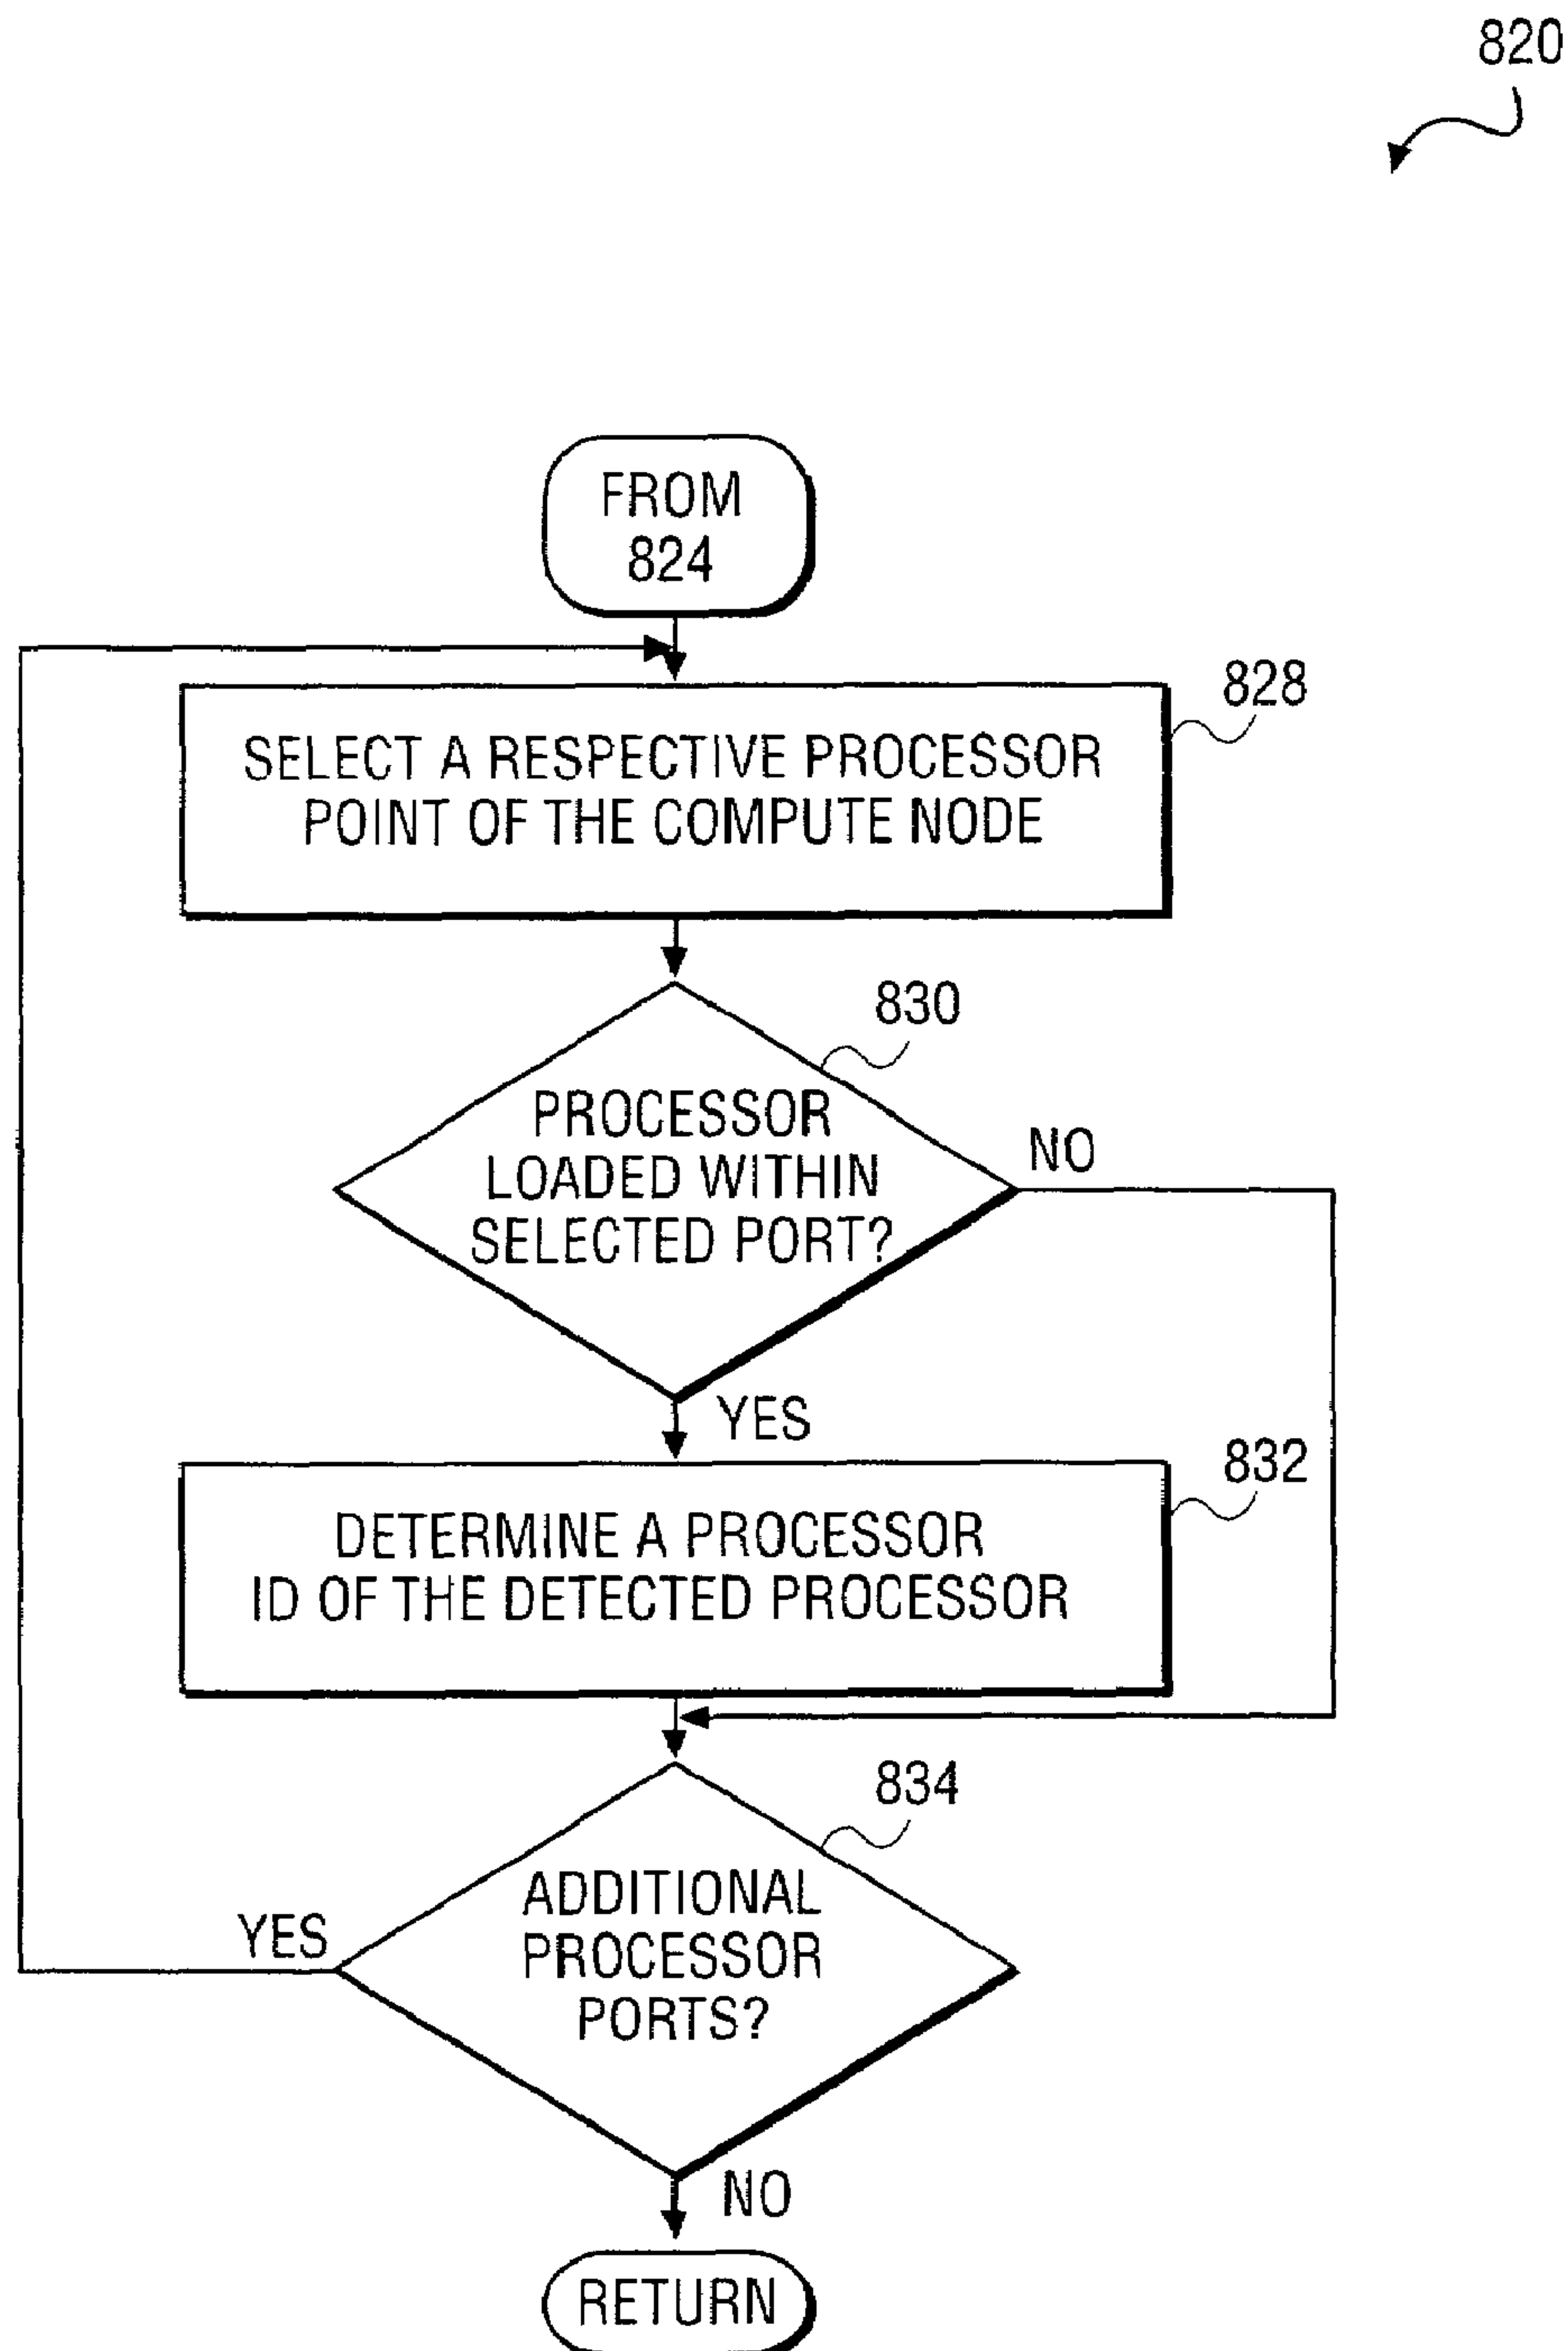 820
FROM
824
828
SELECT A RESPECTIVE PROCESSOR
POINT OF THE COMPUTE NODE
830
PROCESSOR
LOADED WITHIN
SELECTED PORT?
NO
YES
832
DETERMINE A PROCESSOR
ID OF THE DETECTED PROCESSOR
834
ADDITIONAL
PROCESSOR
PORTS?
YES
NO
RETURN